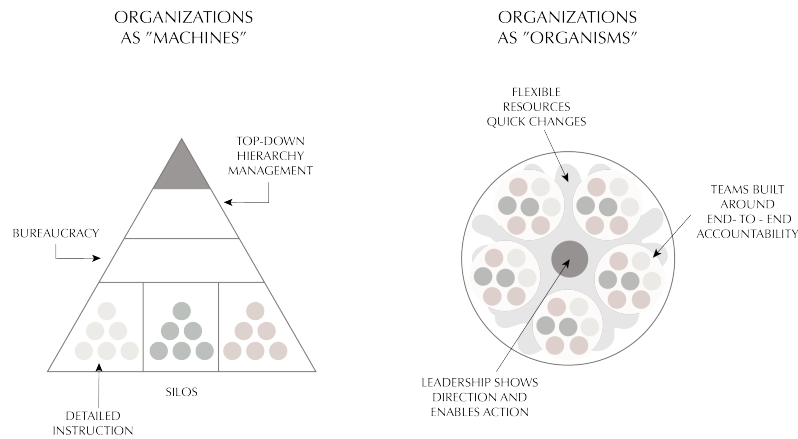 ORGANIZATIONS
AS "MACHINES"
TOP-DOWN
HIERARCHY
MANAGEMENT
BUREAUCRACY
SILOS
DETAILED
INSTRUCTION
ORGANIZATIONS
AS "ORGANISMS"
FLEXIBLE
RESOURCES
QUICK CHANGES
TEAMS BUILT
AROUND
END- TO - END
ACCOUNTABILITY
LEADERSHIP SHOWS
DIRECTION AND
ENABLES ACTION